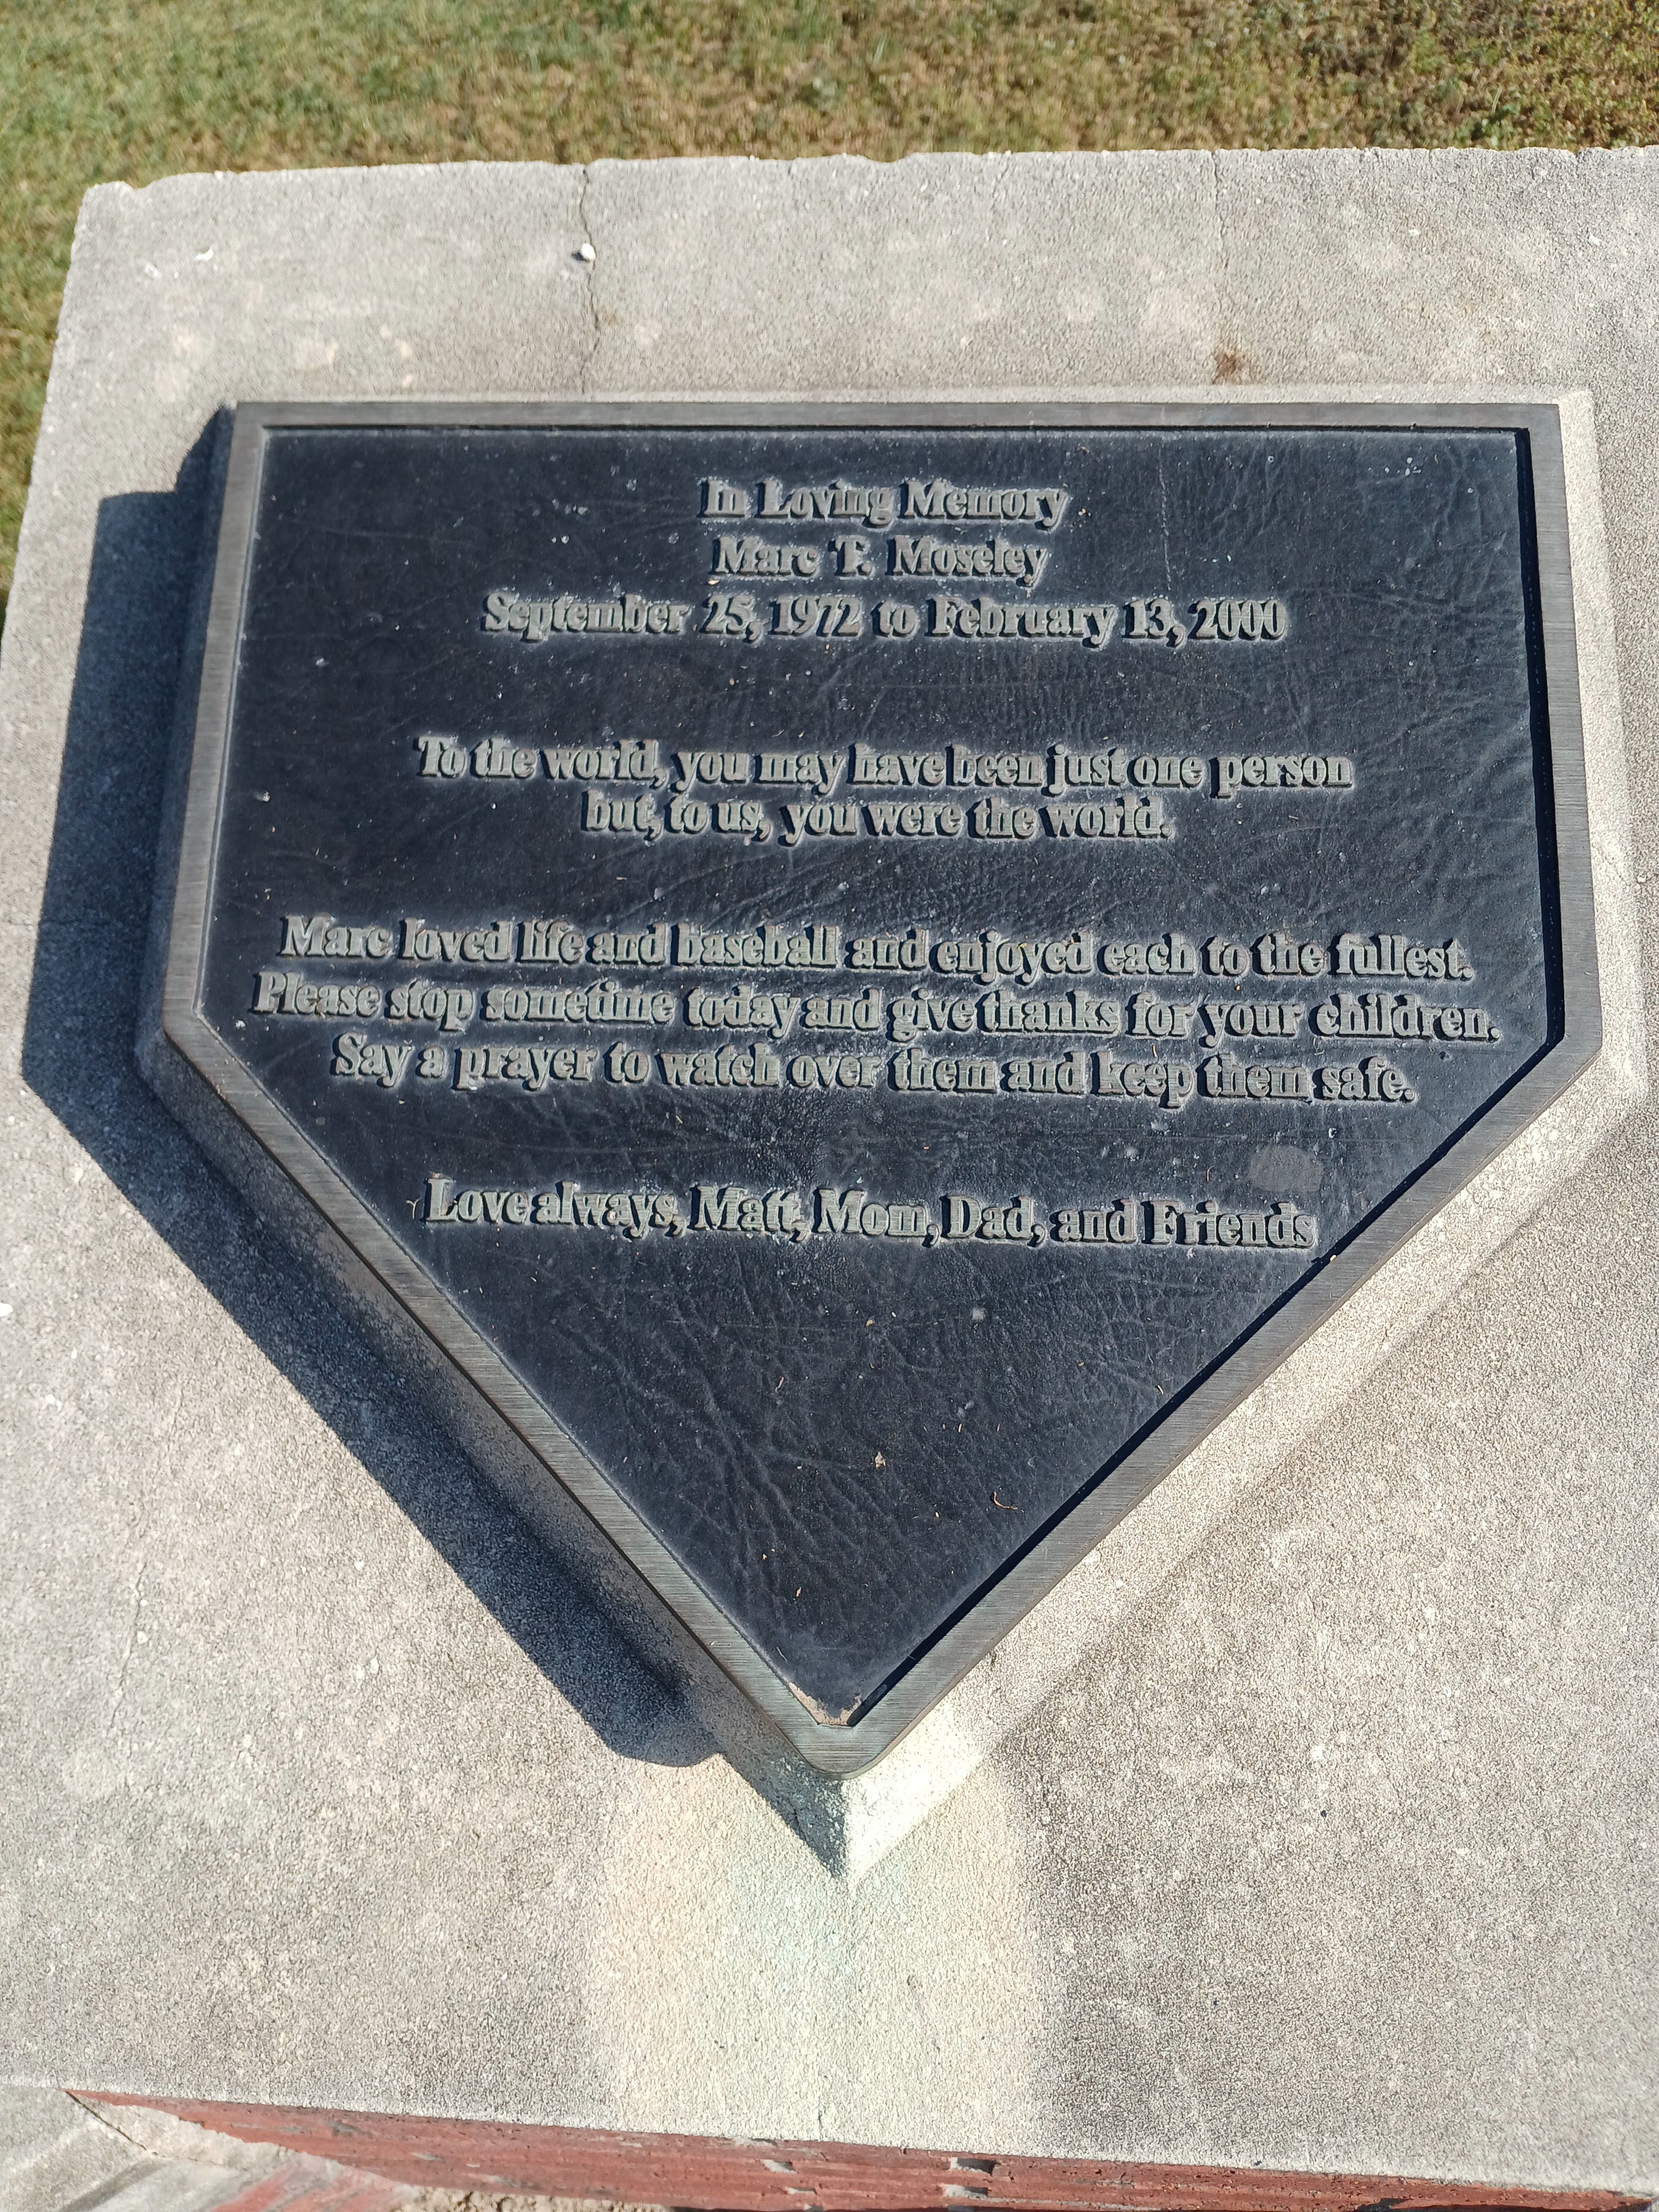 In Loving Memory
Marc T. Moseley
September 25, 1972 to February 13, 2000
To the world, you may have been just one person
but, to us, you were the world.
Marc loved life and baseball and enjoyed each to the fullest.
Please stop sometime today and give thanks for your children.
Say a prayer to watch over them and keep them safe.
Love always, Matt, Mom, Dad, and Friends